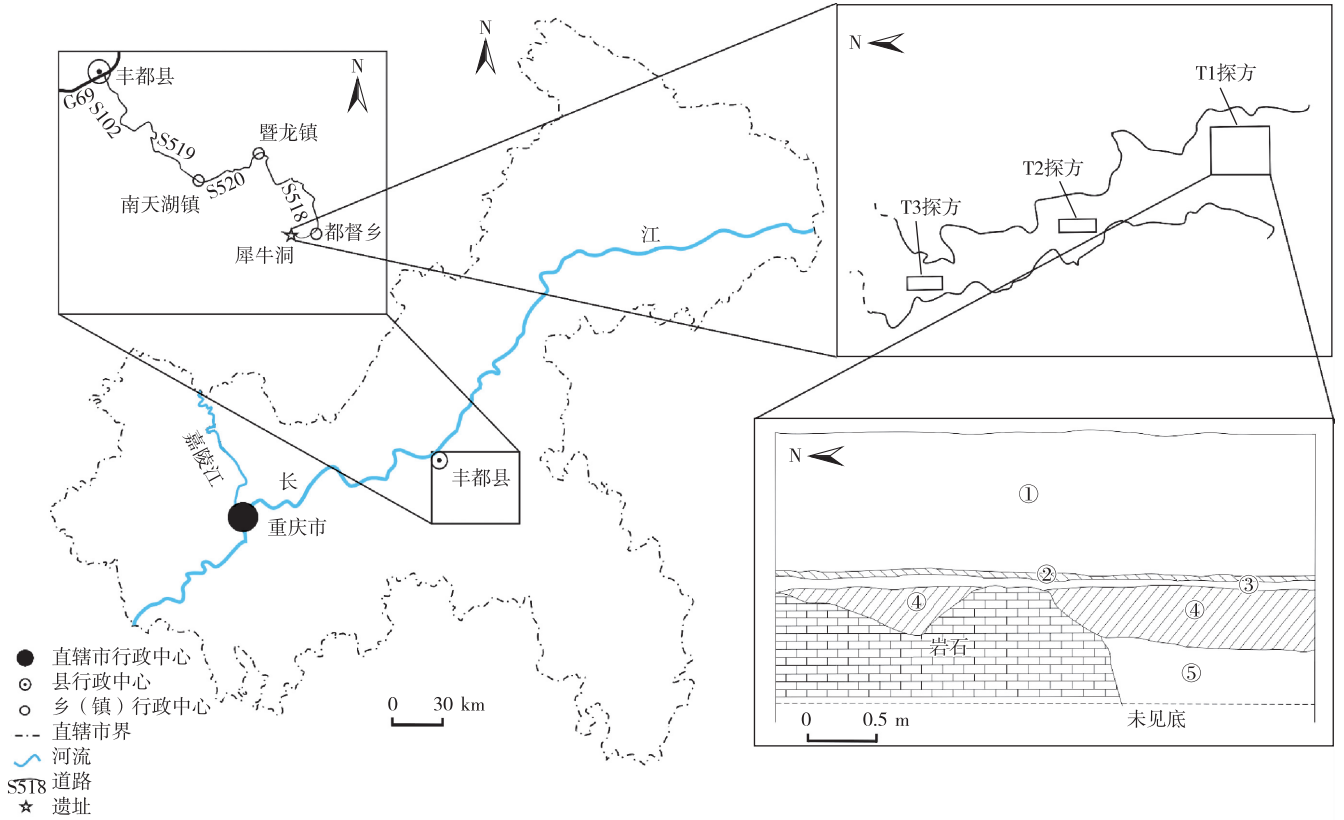 N
丰都县
G69
S102
S519
暨龙镇
S520
南天湖镇
S518
都督乡
犀牛洞
N
江
嘉陵江
长
丰都县
重庆市
N
T1探方
T2探方
T3探方
N
①
②
③
④
④
岩石
⑤
未见底
0 0.5 m
0 30 km
直辖市行政中心
县行政中心
乡（镇）行政中心
直辖市界
河流
S518 道路
遗址